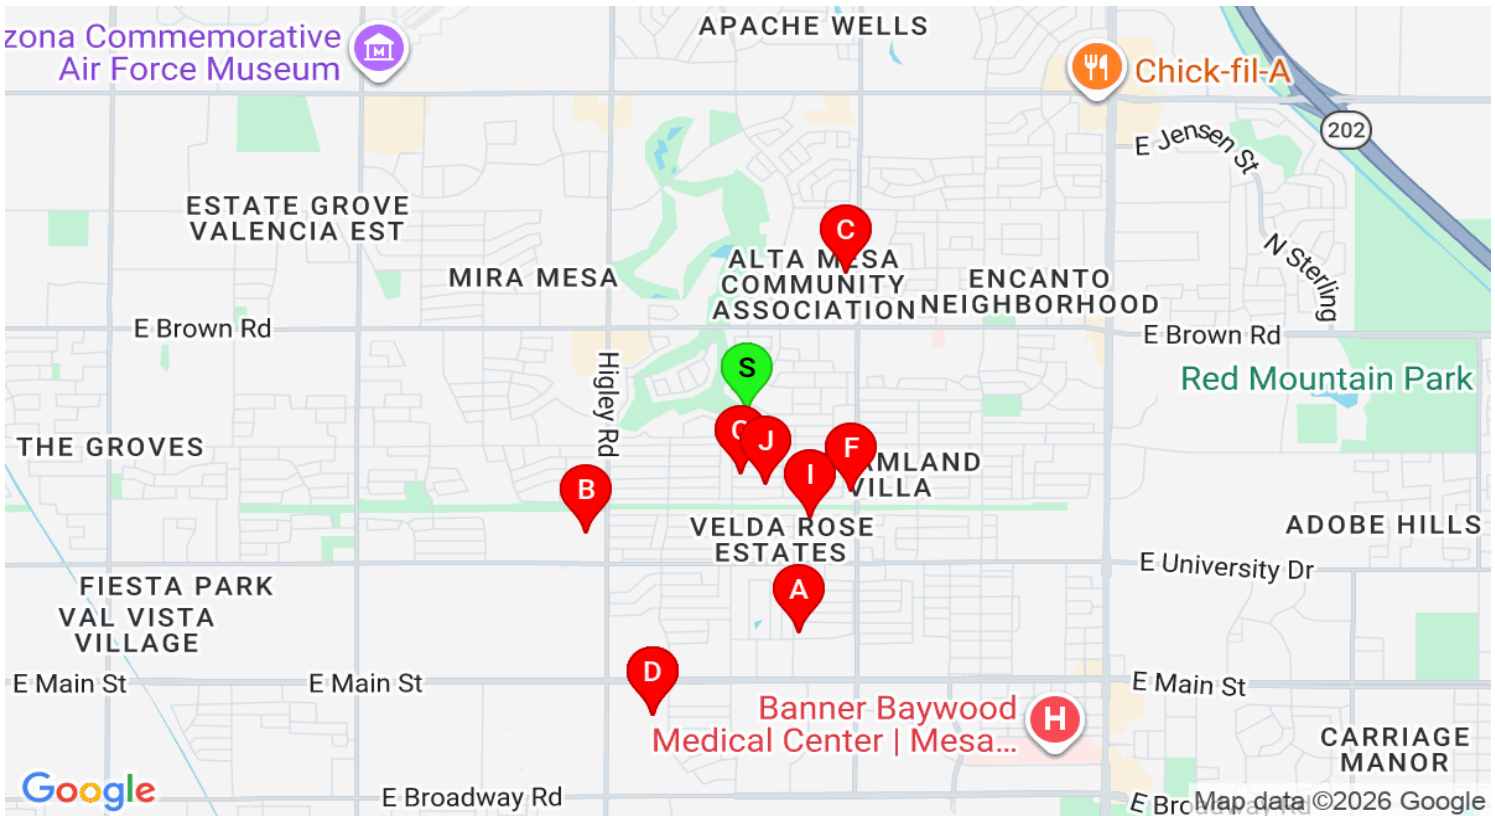 APACHE WELLS
zona Commemorative
Air Force Museum
M
Chick-fil-A
202
E Jensen St
ESTATE GROVE
VALENCIA EST
C
N Sterling
MIRA MESA
ALTA MESA
COMMUNITY
ASSOCIATION
ENCANTO
NEIGHBORHOOD
E Brown Rd
E Brown Rd
Higley Rd
S
Red Mountain Park
THE GROVES
J
F
I
B
VILLA
VELDA ROSE
ESTATES
ADOBE HILLS
E University Dr
FIESTA PARK
VAL VISTA
VILLAGE
A
D
E Main St
E Main St
E Main St
Banner Baywood
Medical Center | Mesa...
H
CARRIAGE
MANOR
Google
E Broadway Rd
Map data ©2026 Google